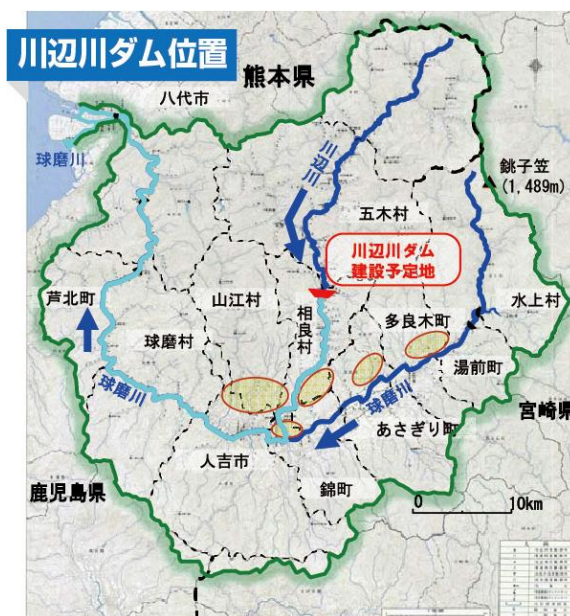 川辺川ダム位置
熊本県
八代市
球磨川
川辺川
銚子笠
(1,489m)
五木村
川辺川ダム
建設予定地
芦北町
山江村
相良村
水上村
球磨村
多良木町
湯前町
球磨川
球磨川
宮崎県
あさぎり町
人吉市
鹿児島県
錦町
0 10km